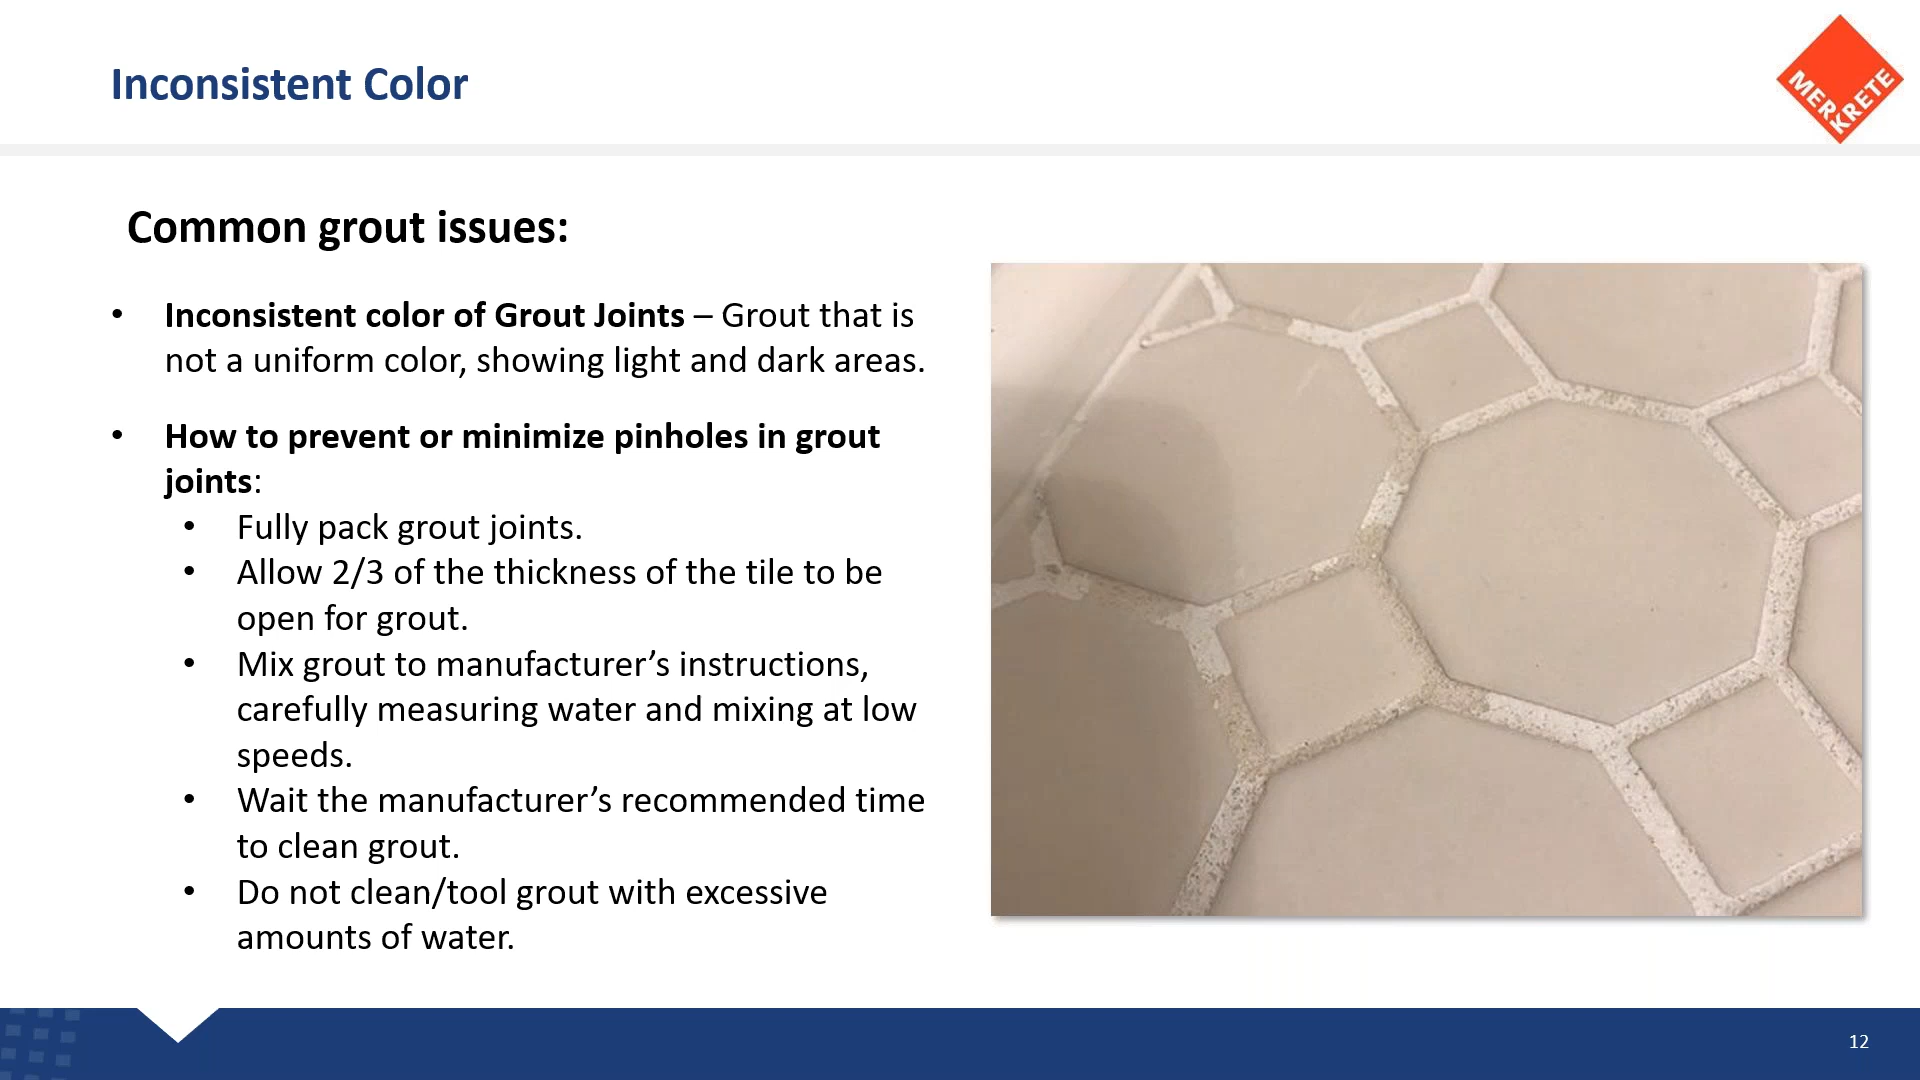 Inconsistent Color
MERKRETE
Common grout issues:
• Inconsistent color of Grout Joints – Grout that is
not a uniform color, showing light and dark areas.
• How to prevent or minimize pinholes in grout
joints:
• Fully pack grout joints.
• Allow 2/3 of the thickness of the tile to be
open for grout.
• Mix grout to manufacturer’s instructions,
carefully measuring water and mixing at low
speeds.
• Wait the manufacturer’s recommended time
to clean grout.
• Do not clean/tool grout with excessive
amounts of water.
12